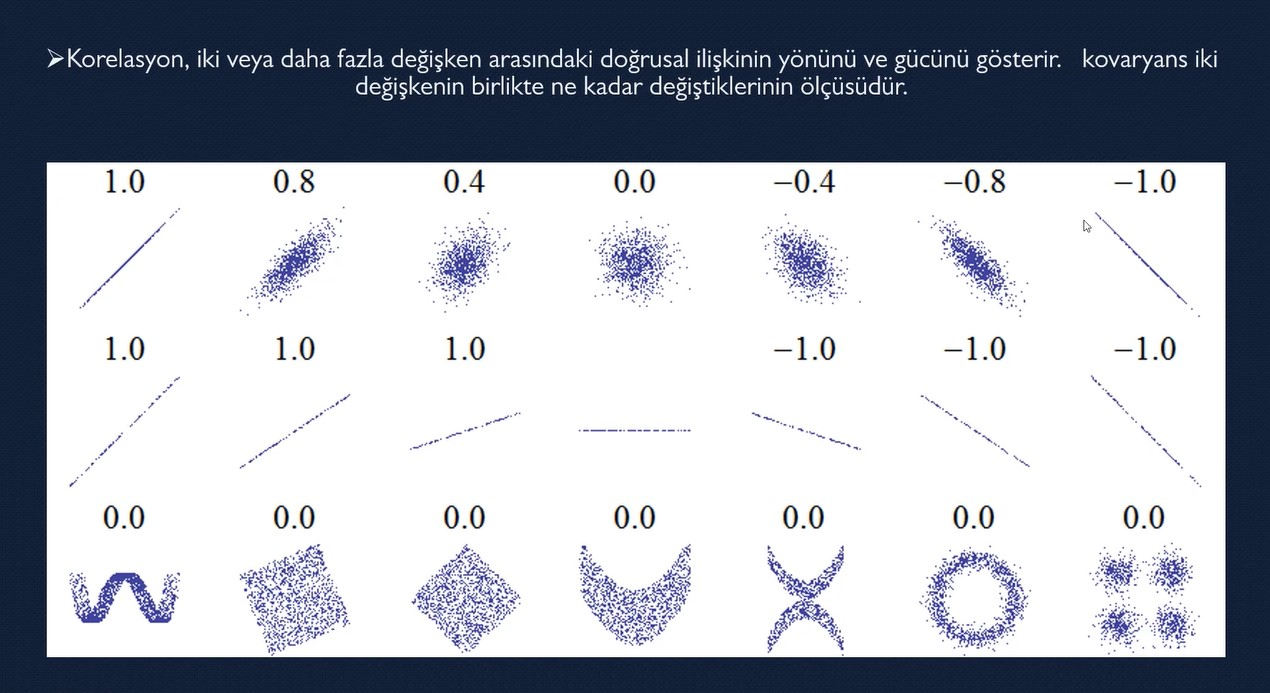 ➢Korelasyon, iki veya daha fazla değişken arasındaki doğrusal ilişkinin yönünü ve gücünü gösterir. kovaryans iki
değişkenin birlikte ne kadar değiştiklerinin ölçüsüdür.
1.0 0.8 0.4 0.0 −0.4 −0.8 −1.0
1.0 1.0 1.0 −1.0 −1.0 −1.0
0.0 0.0 0.0 0.0 0.0 0.0 0.0